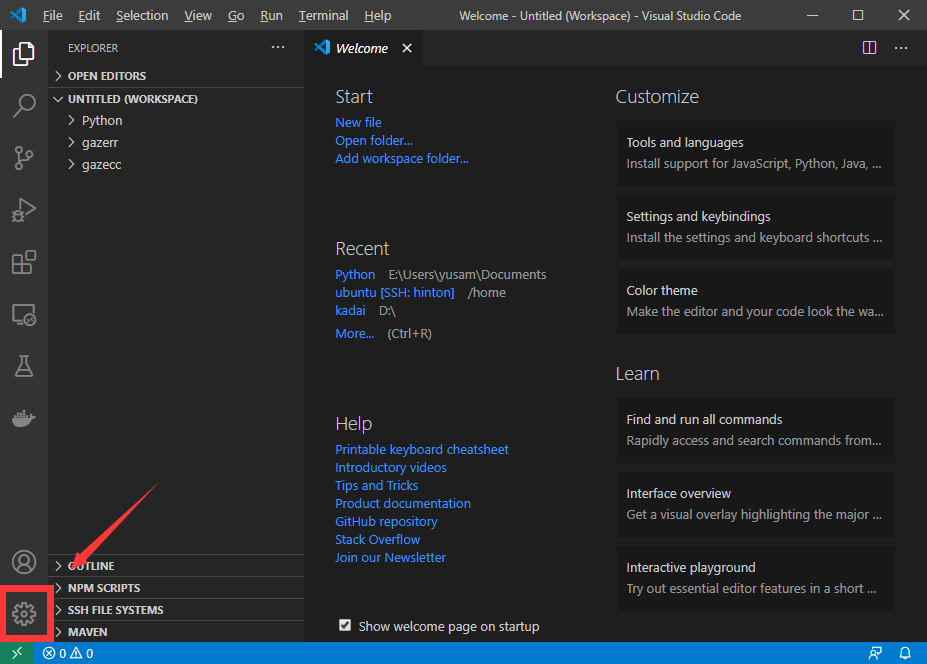 File Edit Selection View Go Run Terminal Help Welcome - Untitled (Workspace) - Visual Studio Code
EXPLORER
OPEN EDITORS
UNTITLED (WORKSPACE)
Python
gazerr
gazecc
OUTLINE
NPM SCRIPTS
SSH FILE SYSTEMS
MAVEN
Welcome
Start
New file
Open folder...
Add workspace folder...
Recent
Python E:\Users\yusam\Documents
ubuntu [SSH: hinton] /home
kadai D:\
More... (Ctrl+R)
Help
Printable keyboard cheatsheet
Introductory videos
Tips and Tricks
Product documentation
GitHub repository
Stack Overflow
Join our Newsletter
Show welcome page on startup
Customize
Tools and languages
Install support for JavaScript, Python, Java, ...
Settings and keybindings
Install the settings and keyboard shortcuts ...
Color theme
Make the editor and your code look the wa...
Learn
Find and run all commands
Rapidly access and search commands from...
Interface overview
Get a visual overlay highlighting the major ...
Interactive playground
Try out essential editor features in a short ...
0 0